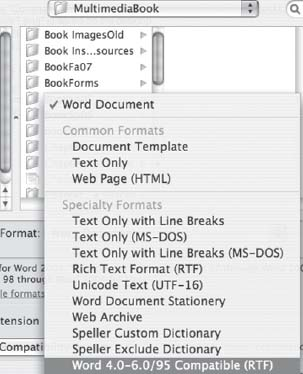 MultimediaBook
Book ImagesOld
Book Ins...sources
BookFa07
BookForms
✓ Word Document
Common Formats
Document Template
Text Only
Web Page (HTML)
Specialty Formats
Text Only with Line Breaks
Text Only (MS-DOS)
Text Only with Line Breaks (MS-DOS)
Format:
Rich Text Format (RTF)
for Word 2
Unicode Text (UTF-16)
98 throug
Word Document Stationery
le formats
Web Archive
tension
Speller Custom Dictionary
Speller Exclude Dictionary
Compati
Word 4.0-6.0/95 Compatible (RTF)